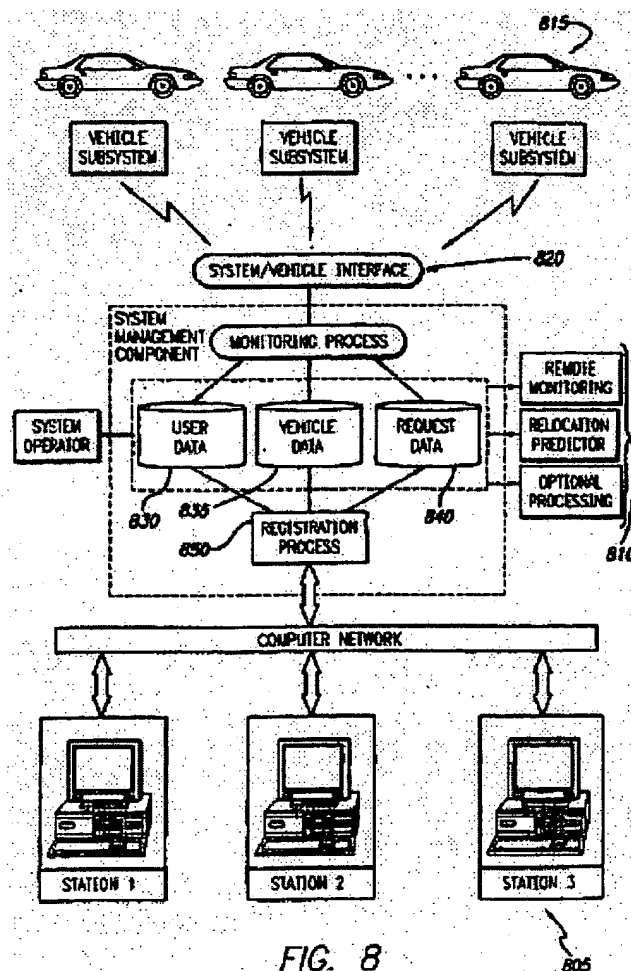 815
VEHICLE
SUBSYSTEM
VEHICLE
SUBSYSTEM
VEHICLE
SUBSYSTEM
SYSTEM/VEHICLE INTERFACE
820
SYSTEM
MANAGEMENT
COMPONENT
MONITORING PROCESS
SYSTEM
OPERATOR
USER
DATA
VEHICLE
DATA
REQUEST
DATA
REMOTE
MONITORING
RELOCATION
PREDICTOR
OPTIONAL
PROCESSING
810
830
835
840
850
REGISTRATION
PROCESS
COMPUTER NETWORK
STATION 1
STATION 2
STATION 3
FIG. 8
805